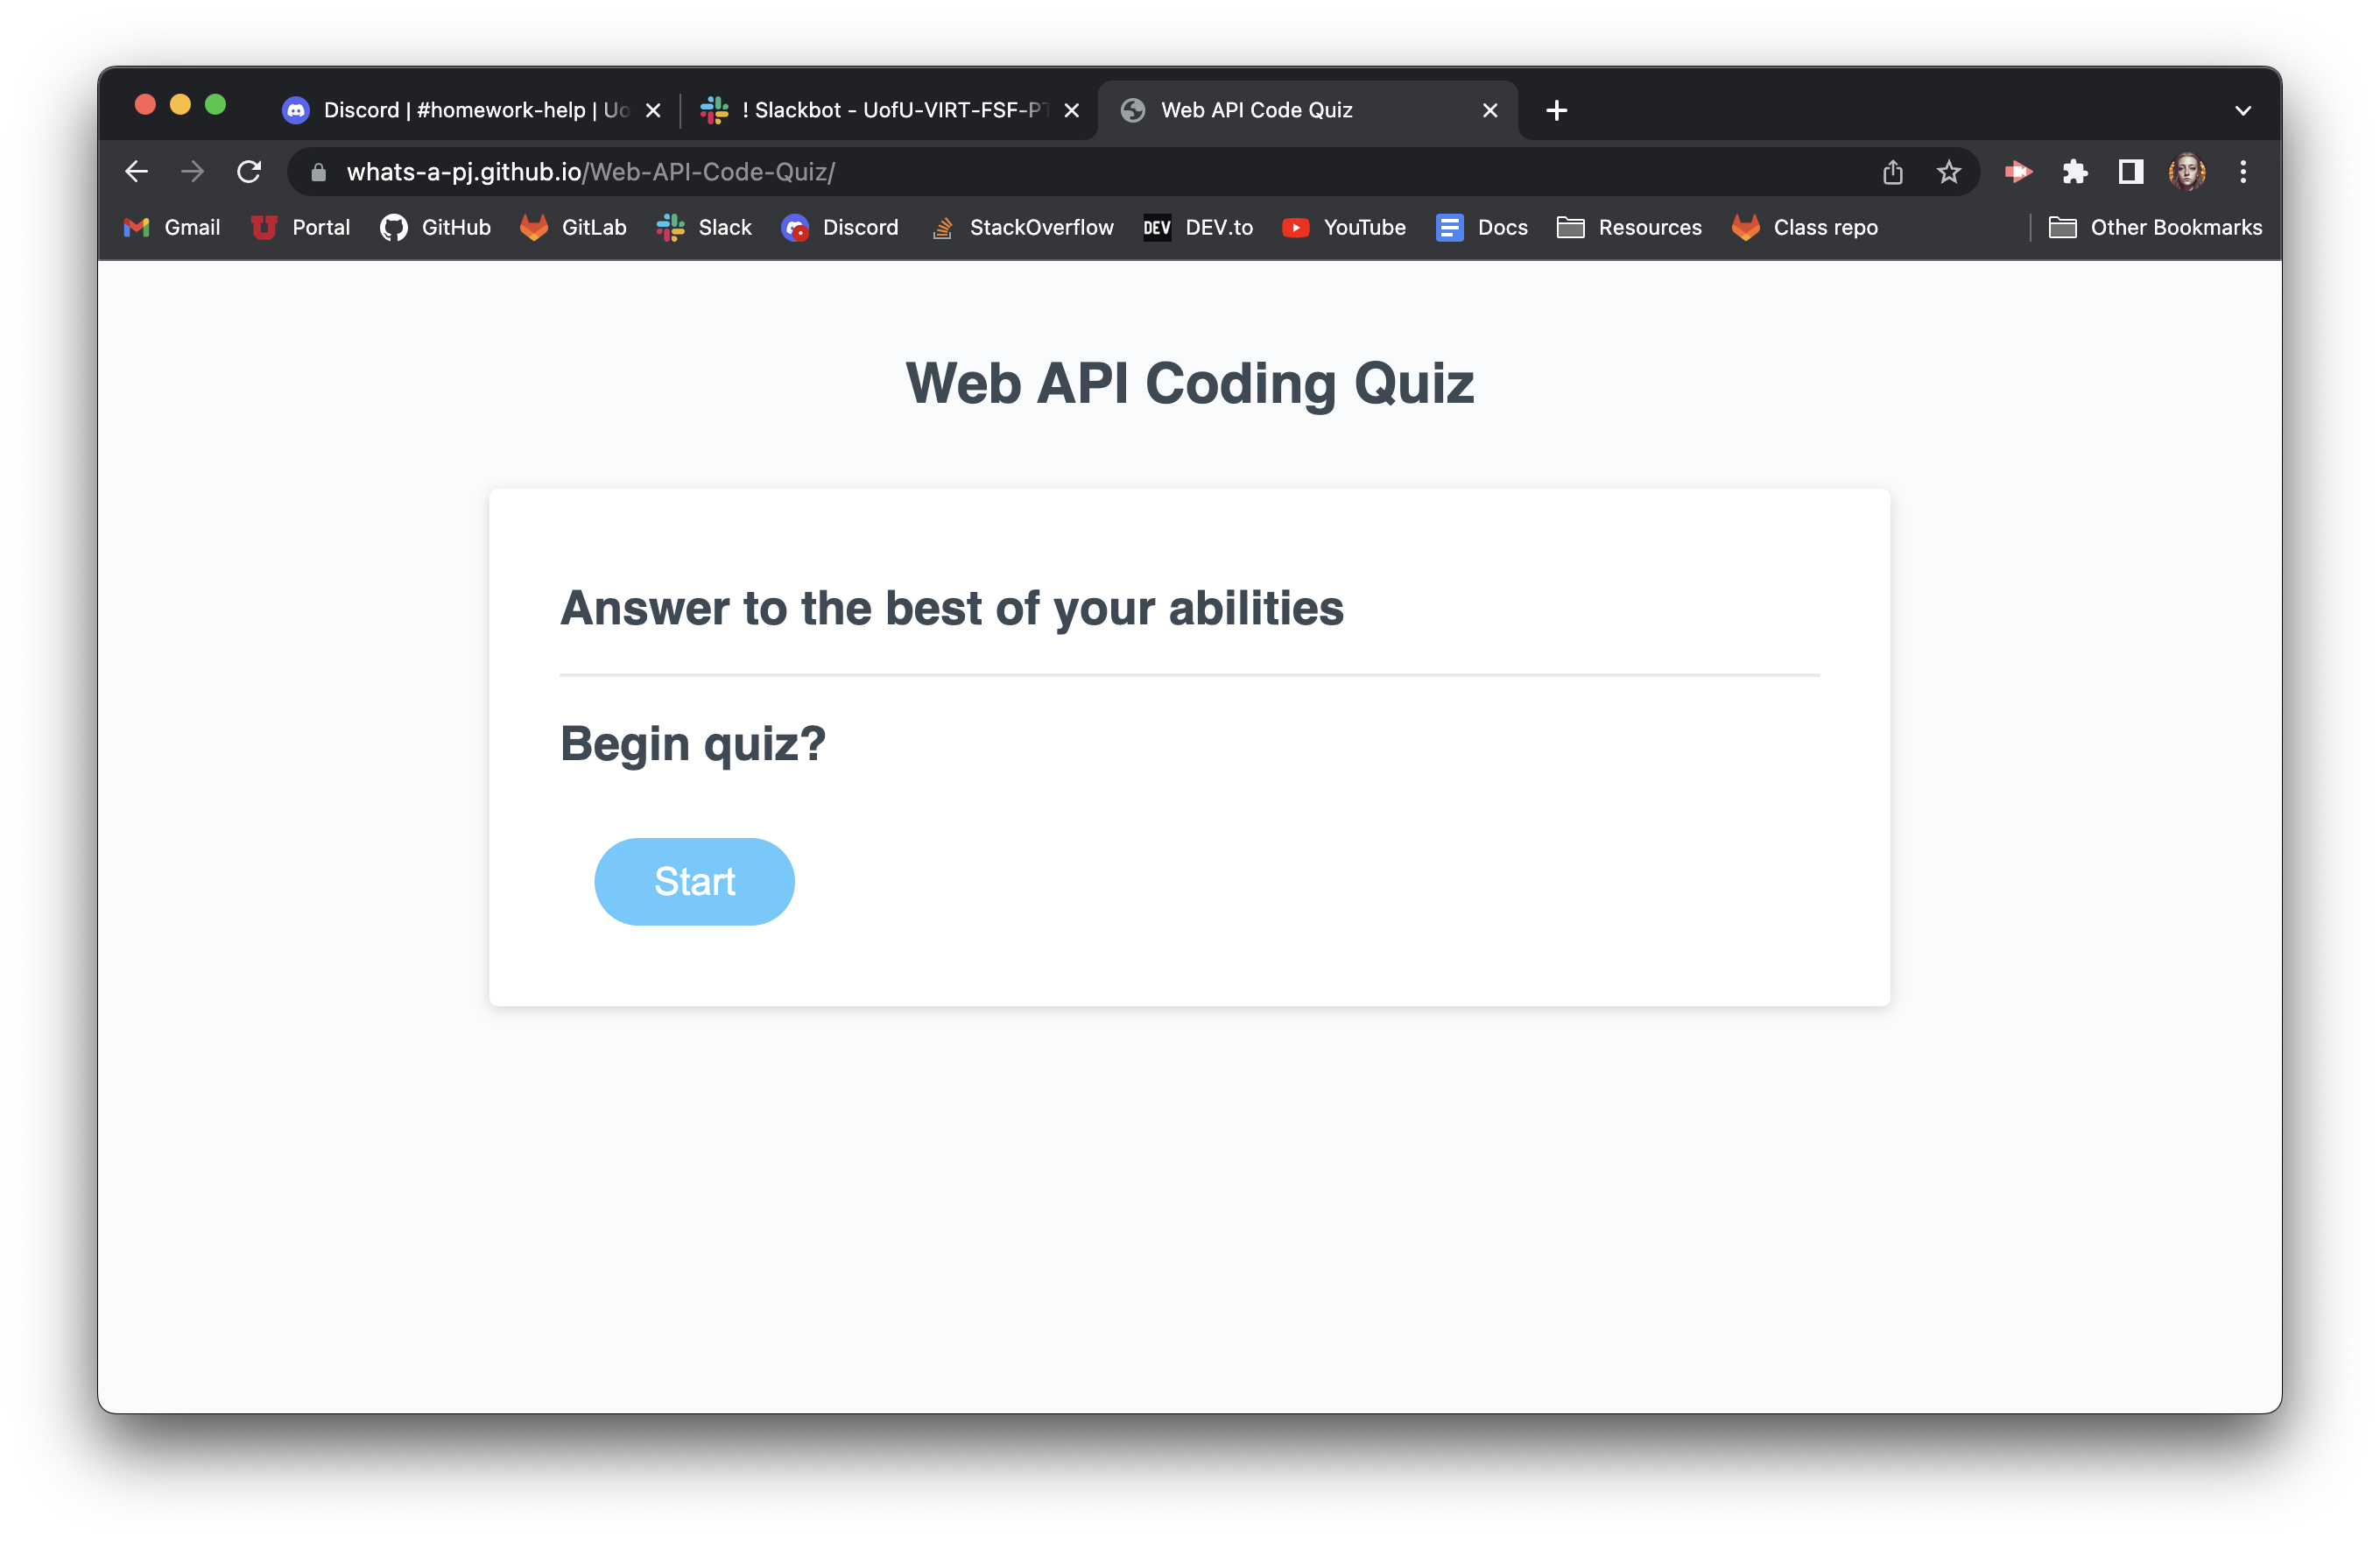 Discord | #homework-help | Uo
! Slackbot - UofU-VIRT-FSF-PT
Web API Code Quiz
whats-a-pj.github.io/Web-API-Code-Quiz/
Gmail Portal GitHub GitLab Slack Discord StackOverflow DEV DEV.to YouTube Docs Resources Class repo Other Bookmarks
Web API Coding Quiz
Answer to the best of your abilities
Begin quiz?
Start